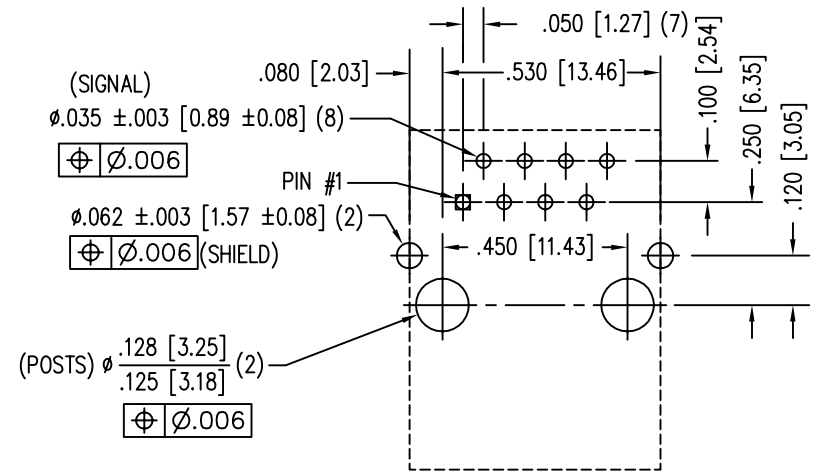 .050 [1.27] (7)
.080 [2.03]
.530 [13.46]
.100 [2.54]
.250 [6.35]
.120 [3.05]
(SIGNAL)
ø.035 ±.003 [0.89 ±0.08] (8)
⌖ Ø.006
PIN #1
ø.062 ±.003 [1.57 ±0.08] (2)
⌖ Ø.006 (SHIELD)
.450 [11.43]
(POSTS) ø .128 [3.25] (2)
.125 [3.18]
⌖ Ø.006